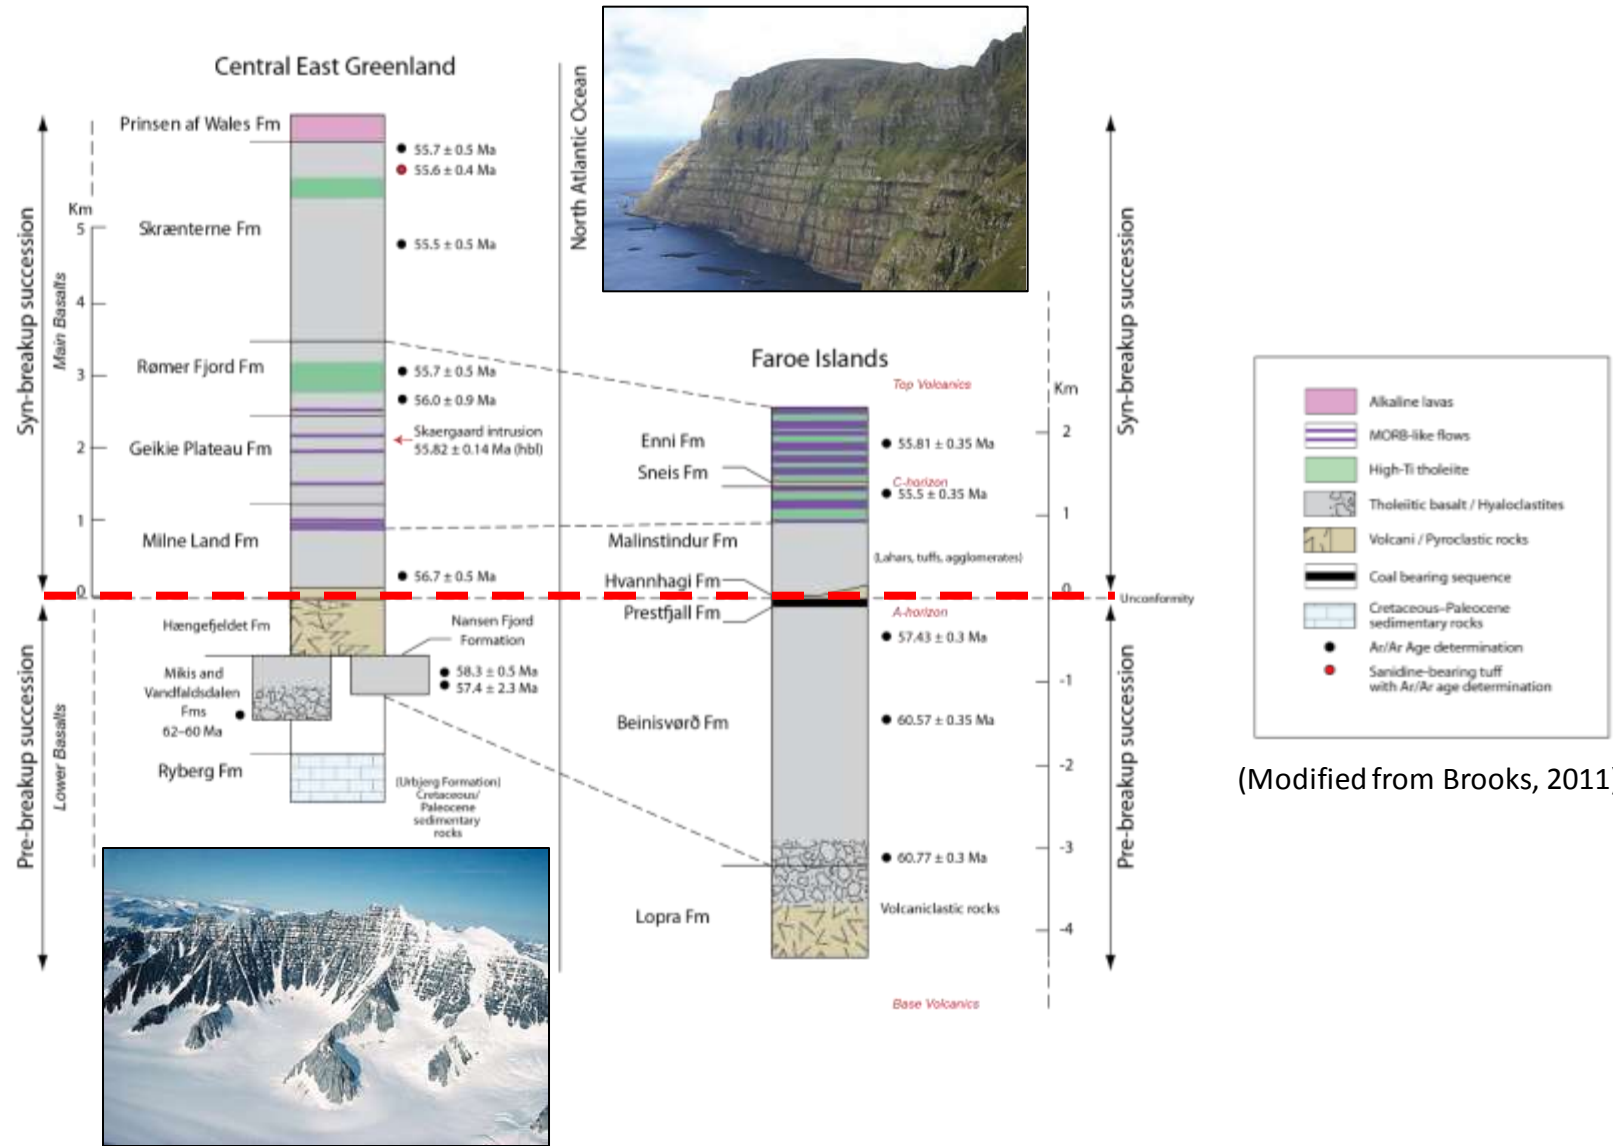 Central East Greenland
Prinsen af Wales Fm
55.7 ± 0.5 Ma
55.6 ± 0.4 Ma
Km
5
Skrænterne Fm
55.5 ± 0.5 Ma
4
Rømer Fjord Fm
3
55.7 ± 0.5 Ma
56.0 ± 0.9 Ma
Skaergaard intrusion
55.82 ± 0.14 Ma (hbl)
Geikie Plateau Fm
2
1
Milne Land Fm
56.7 ± 0.5 Ma
0
Hængefjeldet Fm
Nansen Fjord
Formation
58.3 ± 0.5 Ma
57.4 ± 2.3 Ma
Mikis and
Vandfaldsdalen
Fms
62–60 Ma
Ryberg Fm
(Urbjerg Formation)
Cretaceous/
Paleocene
sedimentary
rocks
Syn-breakup succession
Main Basalts
Pre-breakup succession
Lower Basalts
North Atlantic Ocean
Faroe Islands
Top Volcanics
Km
Enni Fm
55.81 ± 0.35 Ma
2
Sneis Fm
C-horizon
55.5 ± 0.35 Ma
1
Malinstindur Fm
(Lahars, tuffs, agglomerates)
Hvannhagi Fm
0
Unconformity
Prestfjall Fm
A-horizon
57.43 ± 0.3 Ma
-1
Beinisvørð Fm
60.57 ± 0.35 Ma
-2
-3
60.77 ± 0.3 Ma
Lopra Fm
Volcaniclastic rocks
-4
Base Volcanics
Syn-breakup succession
Pre-breakup succession
Alkaline lavas
MORB-like flows
High-Ti tholeiite
Tholeiitic basalt / Hyaloclastites
Volcani / Pyroclastic rocks
Coal bearing sequence
Cretaceous–Paleocene
sedimentary rocks
Ar/Ar Age determination
Sanidine-bearing tuff
with Ar/Ar age determination
(Modified from Brooks, 2011)